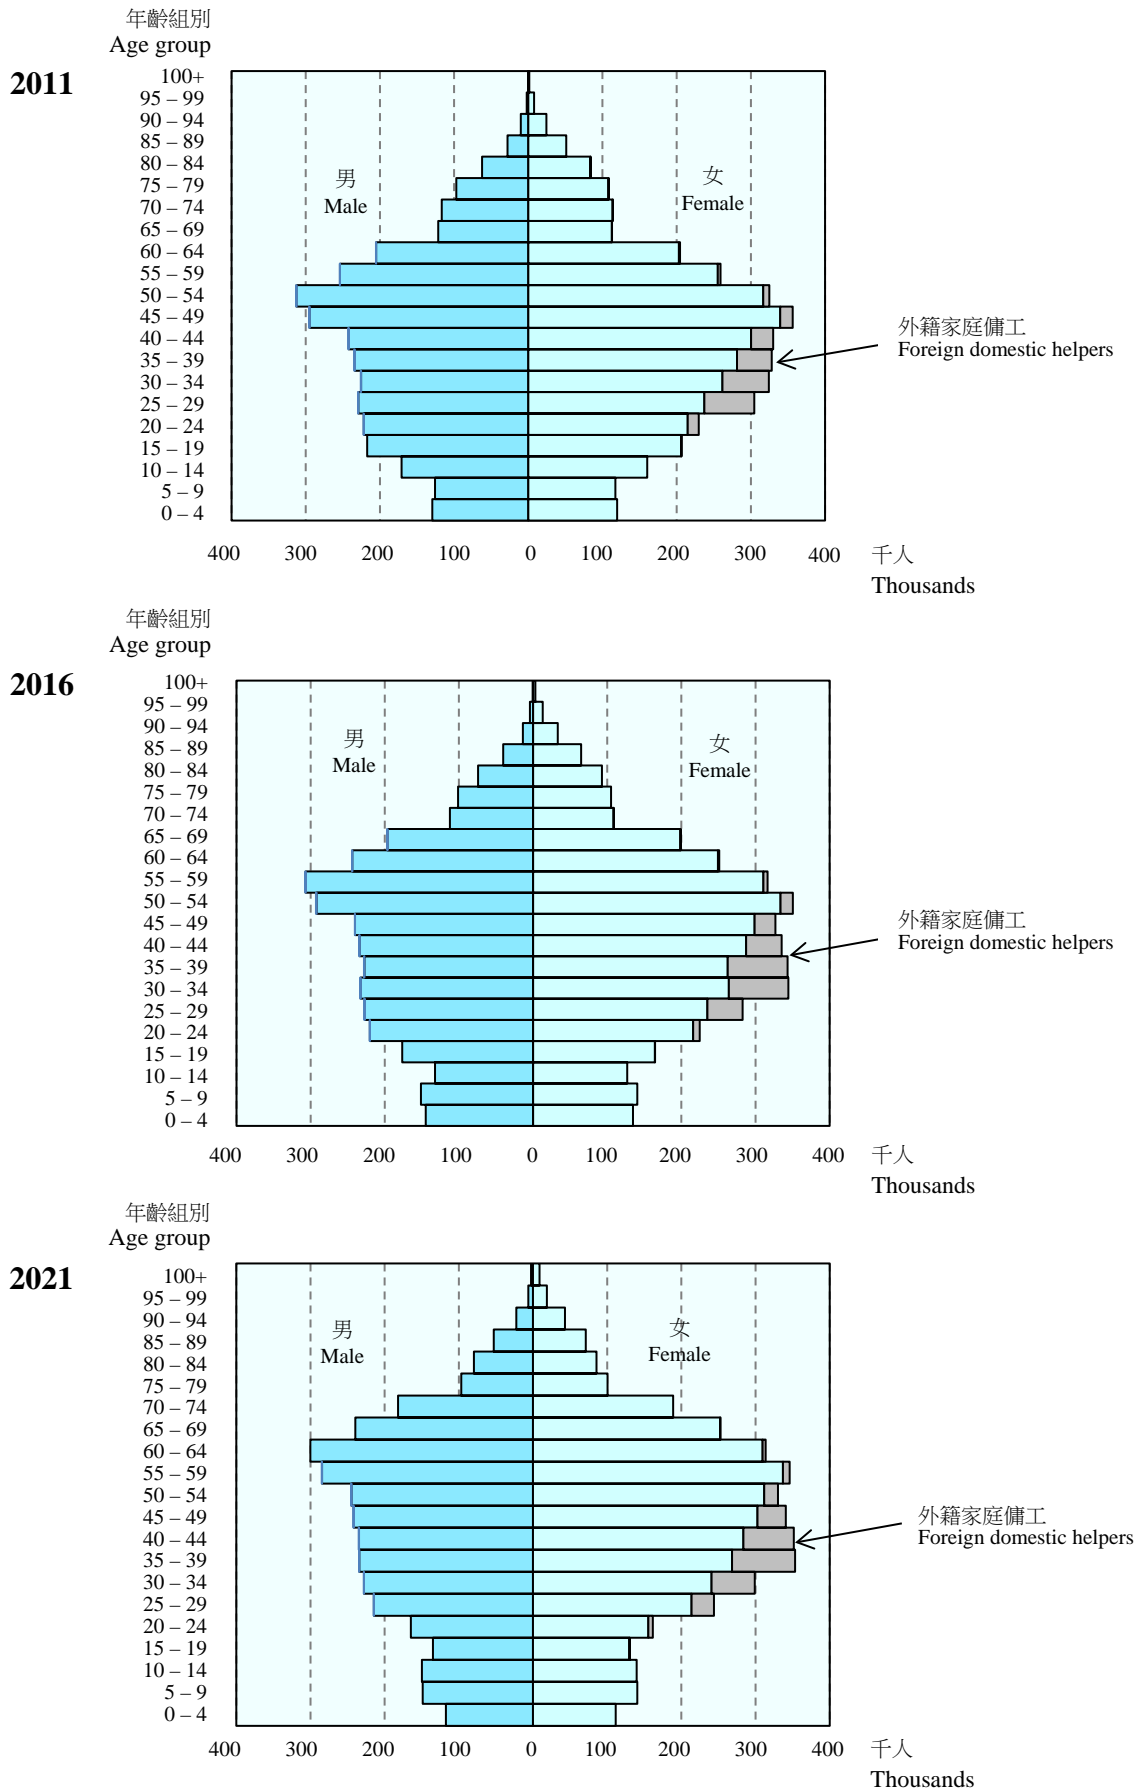 年齡組別
Age group
2011
100+
95 – 99
90 – 94
85 – 89
80 – 84
75 – 79
70 – 74
65 – 69
60 – 64
55 – 59
50 – 54
45 – 49
40 – 44
35 – 39
30 – 34
25 – 29
20 – 24
15 – 19
10 – 14
5 – 9
0 – 4
男
Male
女
Female
外籍家庭傭工
Foreign domestic helpers
400 300 200 100 0 100 200 300 400 千人
Thousands
年齡組別
Age group
2016
100+
95 – 99
90 – 94
85 – 89
80 – 84
75 – 79
70 – 74
65 – 69
60 – 64
55 – 59
50 – 54
45 – 49
40 – 44
35 – 39
30 – 34
25 – 29
20 – 24
15 – 19
10 – 14
5 – 9
0 – 4
男
Male
女
Female
外籍家庭傭工
Foreign domestic helpers
400 300 200 100 0 100 200 300 400 千人
Thousands
年齡組別
Age group
2021
100+
95 – 99
90 – 94
85 – 89
80 – 84
75 – 79
70 – 74
65 – 69
60 – 64
55 – 59
50 – 54
45 – 49
40 – 44
35 – 39
30 – 34
25 – 29
20 – 24
15 – 19
10 – 14
5 – 9
0 – 4
男
Male
女
Female
外籍家庭傭工
Foreign domestic helpers
400 300 200 100 0 100 200 300 400 千人
Thousands